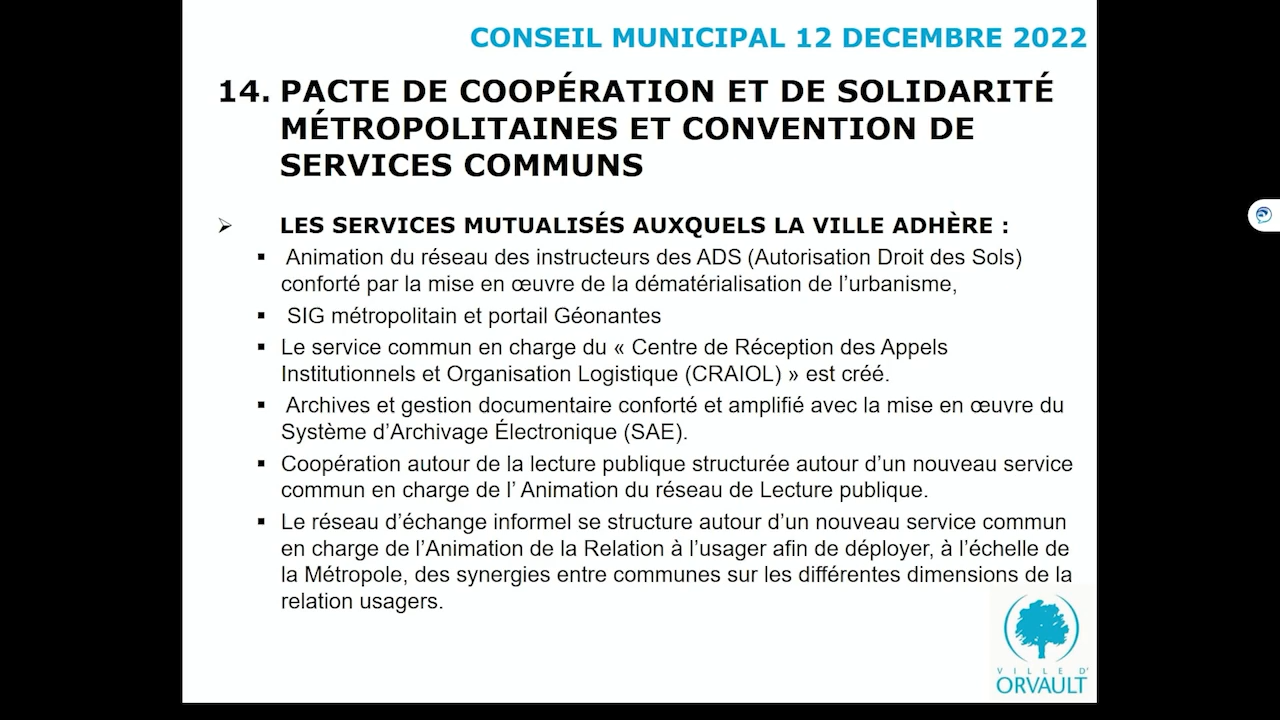 CONSEIL MUNICIPAL 12 DECEMBRE 2022
14. PACTE DE COOPÉRATION ET DE SOLIDARITÉ
MÉTROPOLITAINES ET CONVENTION DE
SERVICES COMMUNS
➢ LES SERVICES MUTUALISÉS AUXQUELS LA VILLE ADHÈRE :
▪ Animation du réseau des instructeurs des ADS (Autorisation Droit des Sols)
conforté par la mise en œuvre de la dématérialisation de l’urbanisme,
▪ SIG métropolitain et portail Géonantes
▪ Le service commun en charge du « Centre de Réception des Appels
Institutionnels et Organisation Logistique (CRAIOL) » est créé.
▪ Archives et gestion documentaire conforté et amplifié avec la mise en œuvre du
Système d’Archivage Électronique (SAE).
▪ Coopération autour de la lecture publique structurée autour d’un nouveau service
commun en charge de l’ Animation du réseau de Lecture publique.
▪ Le réseau d’échange informel se structure autour d’un nouveau service commun
en charge de l’Animation de la Relation à l’usager afin de déployer, à l’échelle de
la Métropole, des synergies entre communes sur les différentes dimensions de la
relation usagers.
VILLE D'
ORVAULT